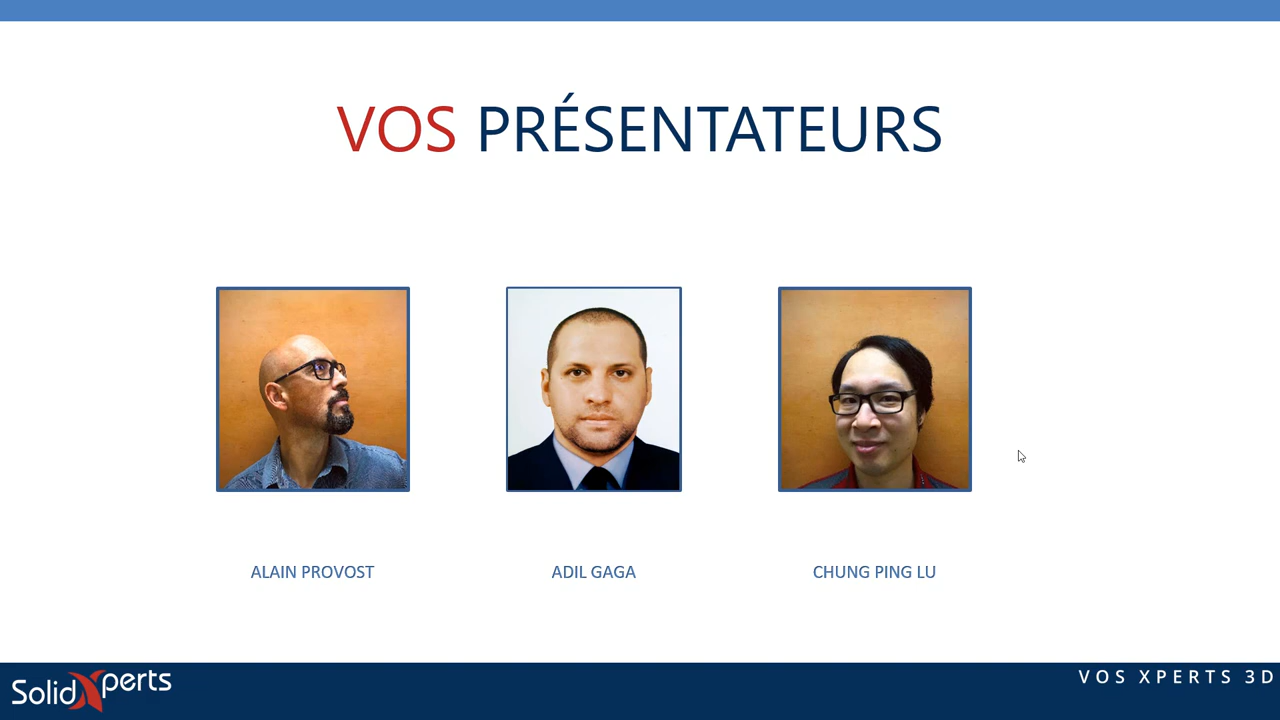 VOS PRÉSENTATEURS
ALAIN PROVOST
ADIL GAGA
CHUNG PING LU
SolidXperts
VOS XPERTS 3D